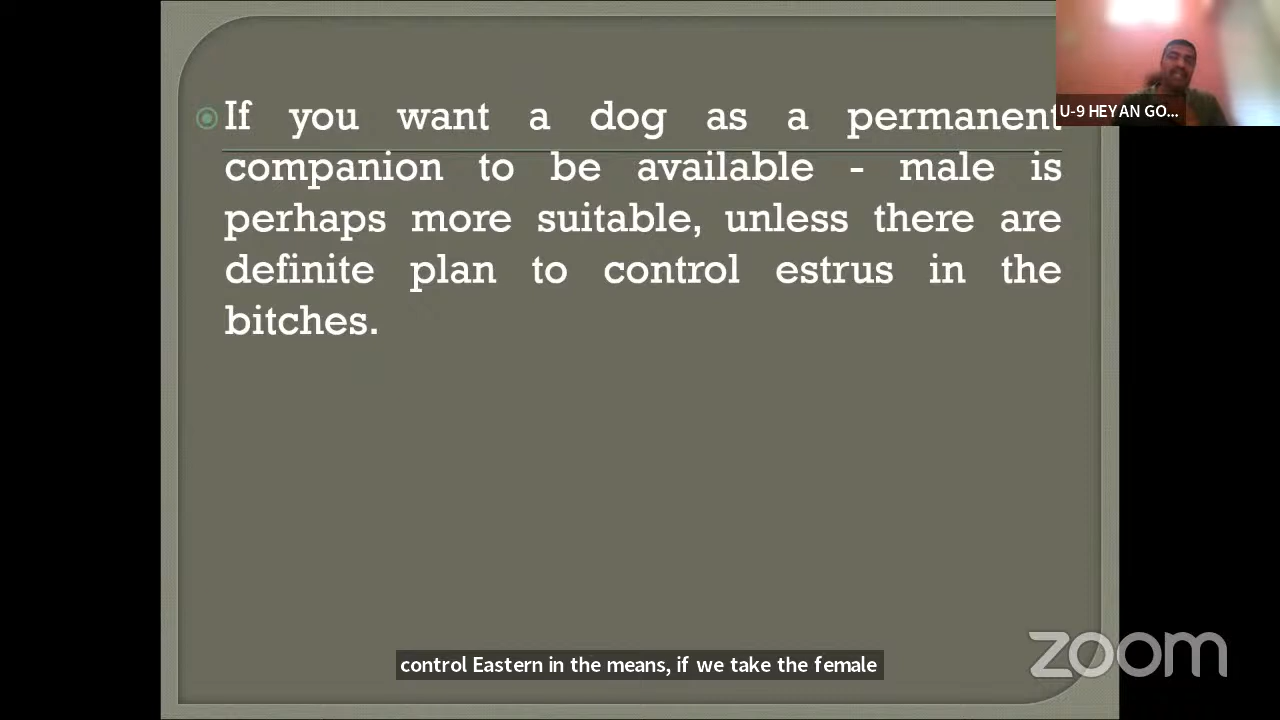 If you want a dog as a permanent
companion to be available - male is
perhaps more suitable, unless there are
definite plan to control estrus in the
bitches.
U-9 HEYAN GO...
control Eastern in the means, if we take the female
zoom